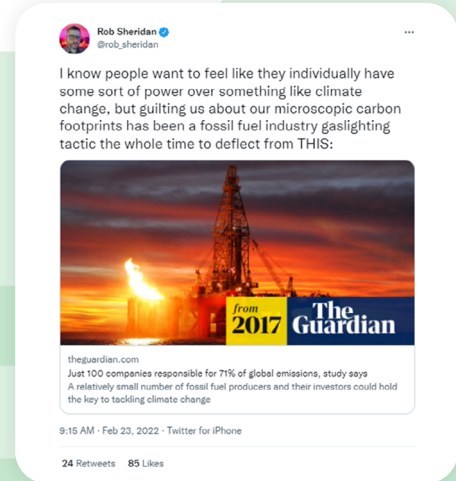 Rob Sheridan
@rob_sheridan
I know people want to feel like they individually have
some sort of power over something like climate
change, but guilting us about our microscopic carbon
footprints has been a fossil fuel industry gaslighting
tactic the whole time to deflect from THIS:
from
2017
The
Guardian
theguardian.com
Just 100 companies responsible for 71% of global emissions, study says
A relatively small number of fossil fuel producers and their investors could hold
the key to tackling climate change
9:15 AM · Feb 23, 2022 · Twitter for iPhone
24 Retweets 85 Likes